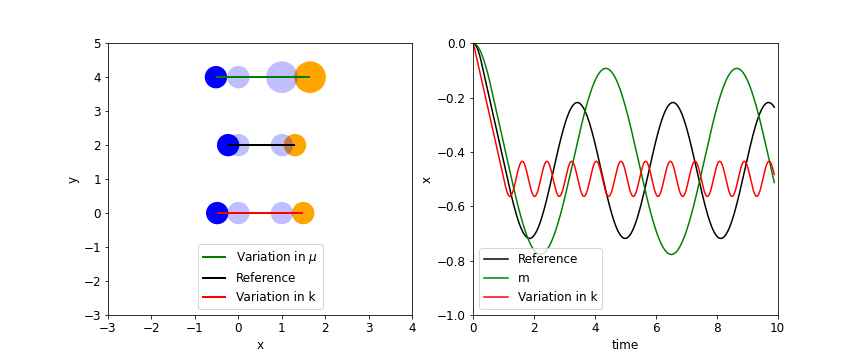 5
4
3
2
1
0
−1
−2
−3
y
−3 −2 −1 0 1 2 3 4
x
Variation in μ
Reference
Variation in k
0.0
−0.2
−0.4
−0.6
−0.8
−1.0
x
0 2 4 6 8 10
time
Reference
m
Variation in k